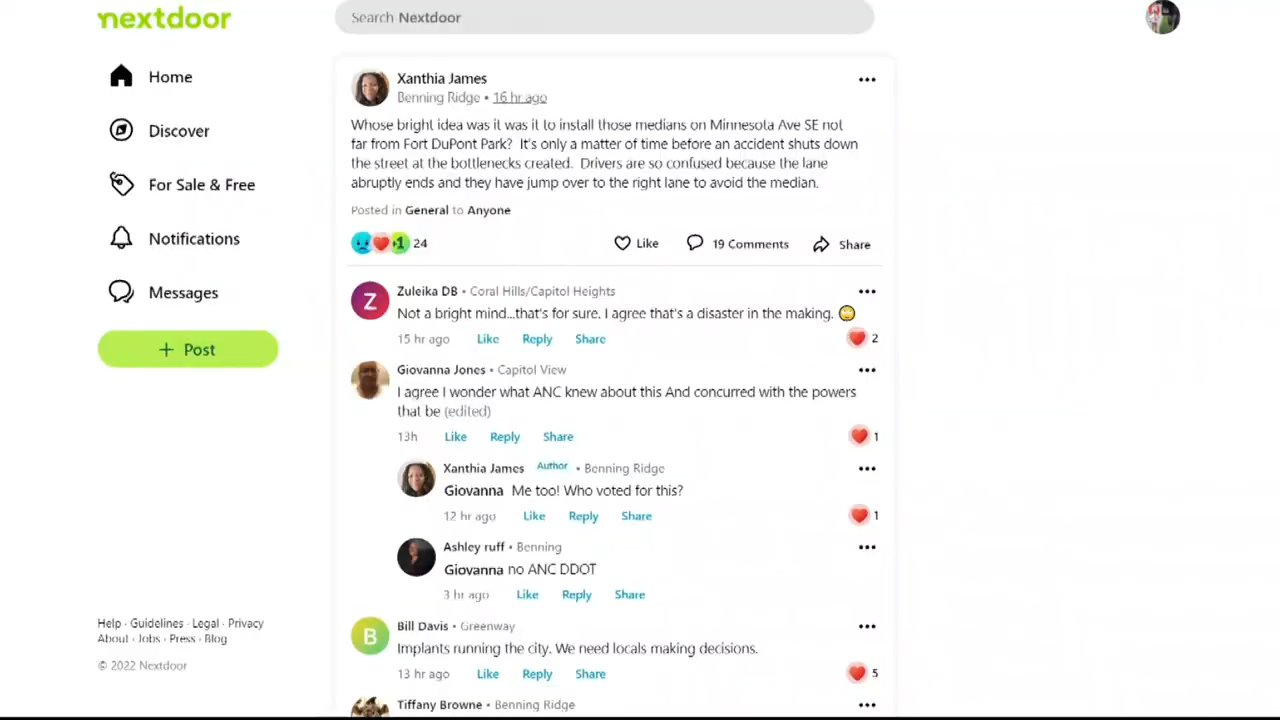 nextdoor
Search Nextdoor
Home
Discover
For Sale & Free
Notifications
Messages
+ Post
Help · Guidelines · Legal · Privacy
About · Jobs · Press · Blog
© 2022 Nextdoor
Xanthia James
Benning Ridge • 16 hr ago
Whose bright idea was it was it to install those medians on Minnesota Ave SE not
far from Fort DuPont Park? It's only a matter of time before an accident shuts down
the street at the bottlenecks created. Drivers are so confused because the lane
abruptly ends and they have jump over to the right lane to avoid the median.
Posted in General to Anyone
+1 24 Like 19 Comments Share
Z
Zuleika DB • Coral Hills/Capitol Heights
Not a bright mind...that's for sure. I agree that's a disaster in the making.
15 hr ago Like Reply Share 2
Giovanna Jones • Capitol View
I agree I wonder what ANC knew about this And concurred with the powers
that be (edited)
13h Like Reply Share 1
Xanthia James Author • Benning Ridge
Giovanna Me too! Who voted for this?
12 hr ago Like Reply Share 1
Ashley ruff • Benning
Giovanna no ANC DDOT
3 hr ago Like Reply Share
B
Bill Davis • Greenway
Implants running the city. We need locals making decisions.
13 hr ago Like Reply Share 5
Tiffany Browne • Benning Ridge